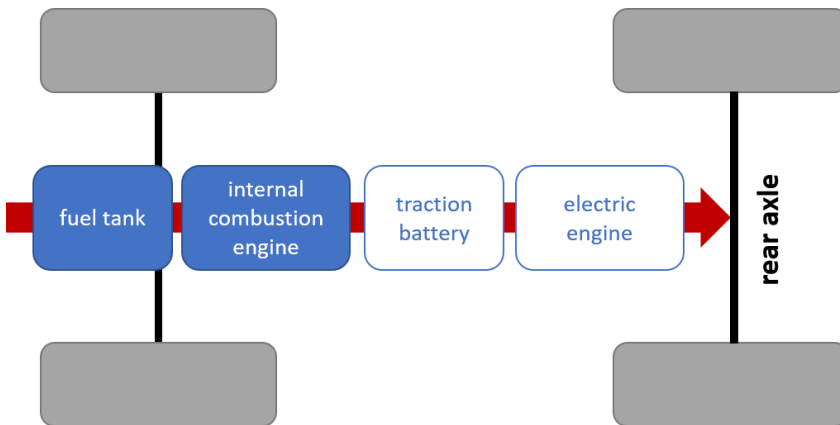 fuel tank
internal
combustion
engine
traction
battery
electric
engine
rear axle